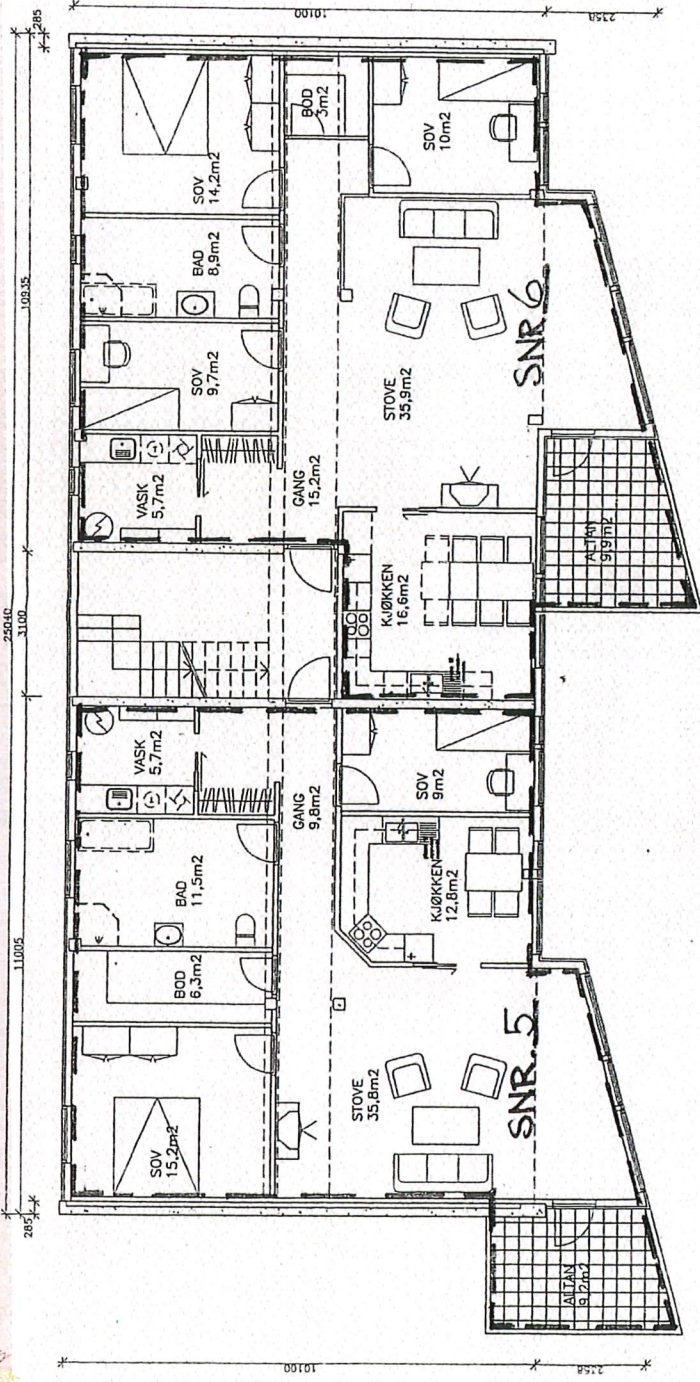 285
10100
2358
10935
25040
3100
11005
285
SOV
14,2m2
BOD
3m2
SOV
10m2
BAD
8,9m2
SOV
9,7m2
STOVE
35,9m2
SNR 6
VASK
5,7m2
GANG
15,2m2
KJØKKEN
16,6m2
ALTAN
9,9m2
VASK
5,7m2
GANG
9,8m2
SOV
9m2
BAD
11,5m2
KJØKKEN
12,8m2
BOD
6,3m2
SOV
15,2m2
STOVE
35,8m2
SNR. 5
ALTAN
9,2m2
10100
2358